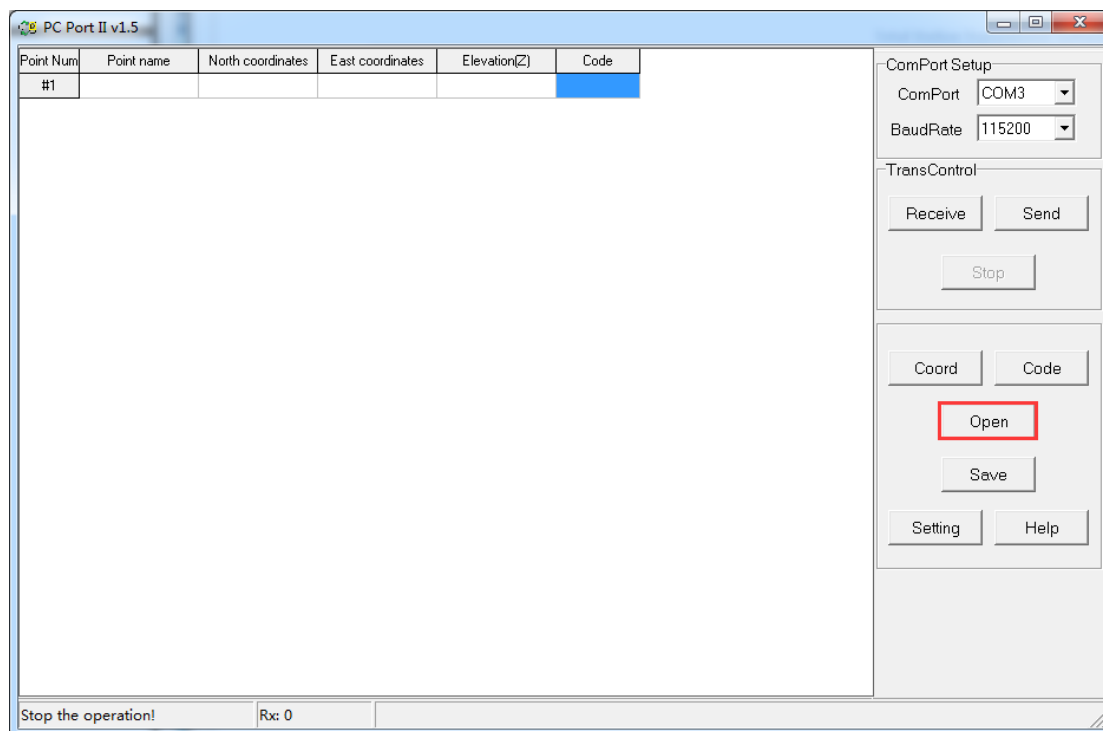 PC Port II v1.5
Point Num Point name North coordinates East coordinates Elevation(Z) Code
#1
ComPort Setup
ComPort COM3
BaudRate 115200
TransControl
Receive Send
Stop
Coord Code
Open
Save
Setting Help
Stop the operation! Rx: 0